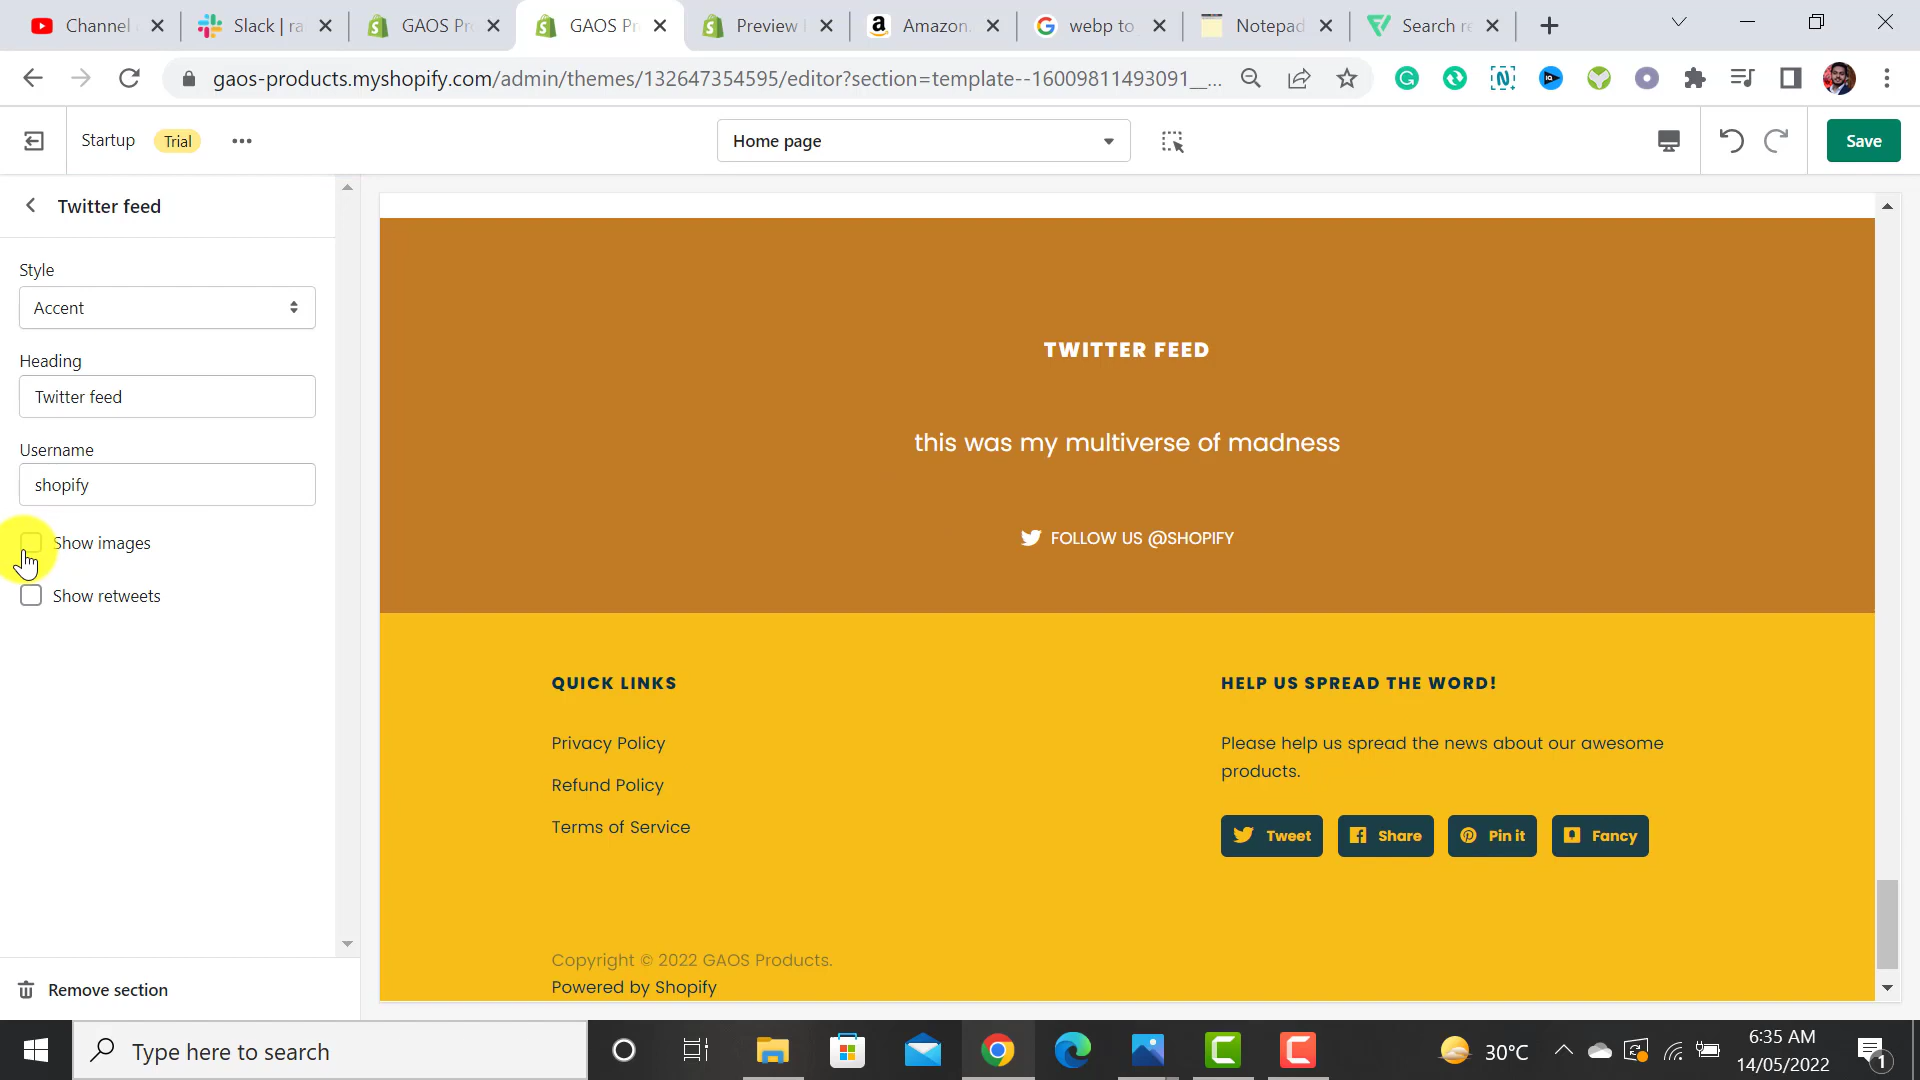 Channel
Slack | ra
GAOS Pr
GAOS Pr
Preview
Amazon.
webp to
Notepad
Search re
gaos-products.myshopify.com/admin/themes/132647354595/editor?section=template--16009811493091__...
Startup
Trial
Home page
Save
Twitter feed
Style
Accent
Heading
Twitter feed
Username
shopify
Show images
Show retweets
Remove section
TWITTER FEED
this was my multiverse of madness
FOLLOW US @SHOPIFY
QUICK LINKS
Privacy Policy
Refund Policy
Terms of Service
HELP US SPREAD THE WORD!
Please help us spread the news about our awesome
products.
Tweet
Share
Pin it
Fancy
Copyright © 2022 GAOS Products.
Powered by Shopify
Type here to search
30°C
6:35 AM
14/05/2022
1